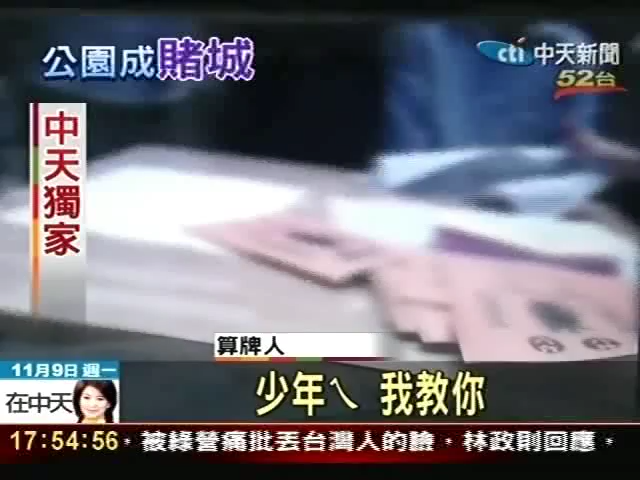 公園成賭城
cti 中天新聞
52台
中天獨家
算牌人
11月9日 週一
少年ㄟ 我教你
在中天
17:54:56 ，被綠營痛批丟台灣人的臉，林政則回應，